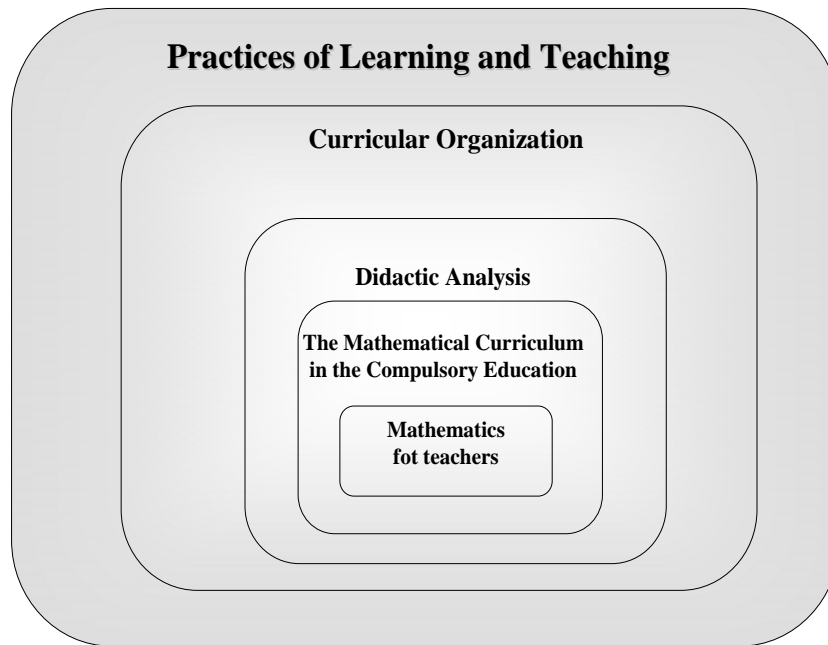 Practices of Learning and Teaching
Curricular Organization
Didactic Analysis
The Mathematical Curriculum
in the Compulsory Education
Mathematics
fot teachers